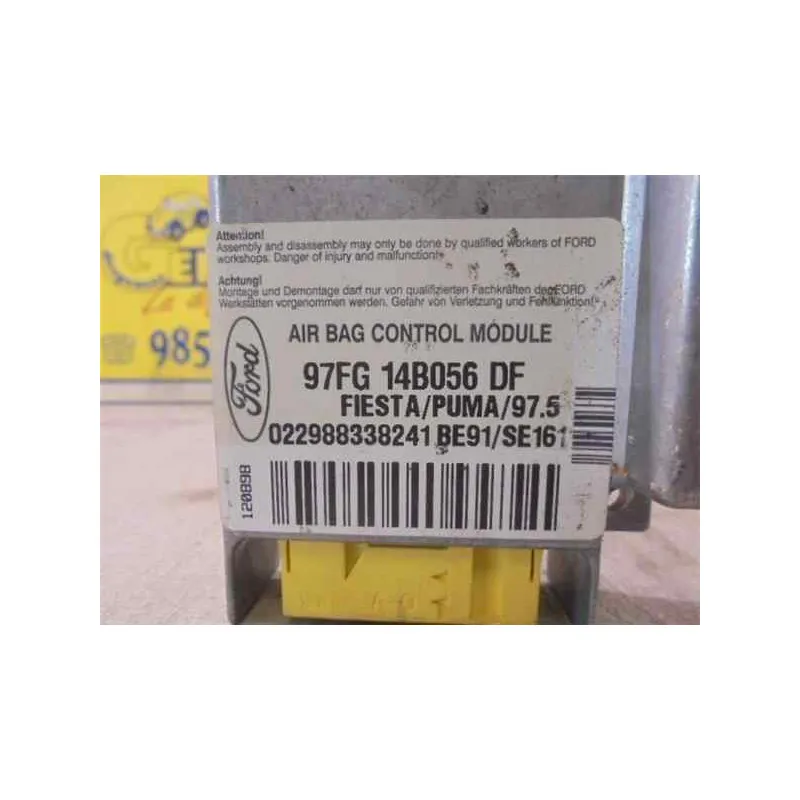 Attention!
Assembly and disassembly may only be done by qualified workers of FORD
workshops. Danger of injury and malfunction!
Achtung!
Montage und Demontage darf nur von qualifizierten Fachkräften der FORD
Werkstätten vorgenommen werden. Gefahr von Verletzung und Fehlfunktion!
Ford
AIR BAG CONTROL MODULE
97FG 14B056 DF
FIESTA/PUMA/97.5
022988338241 BE91/SE161
120898
985